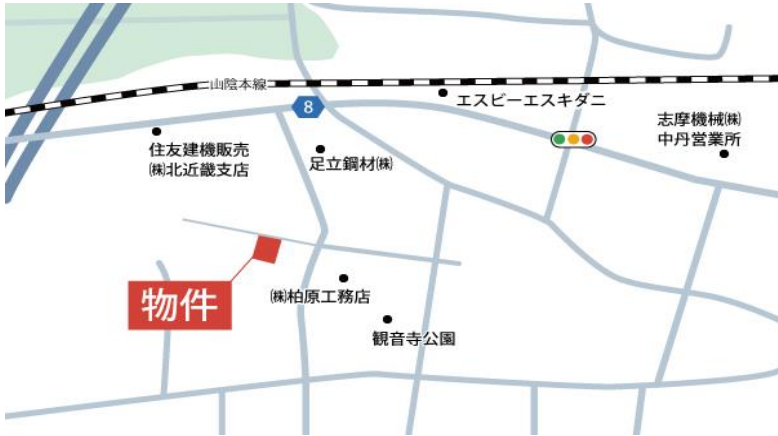 山陰本線
8
エスビーエスキダニ
住友建機販売
㈱北近畿支店
足立鋼材㈱
志摩機械㈱
中丹営業所
物件
㈱柏原工務店
観音寺公園